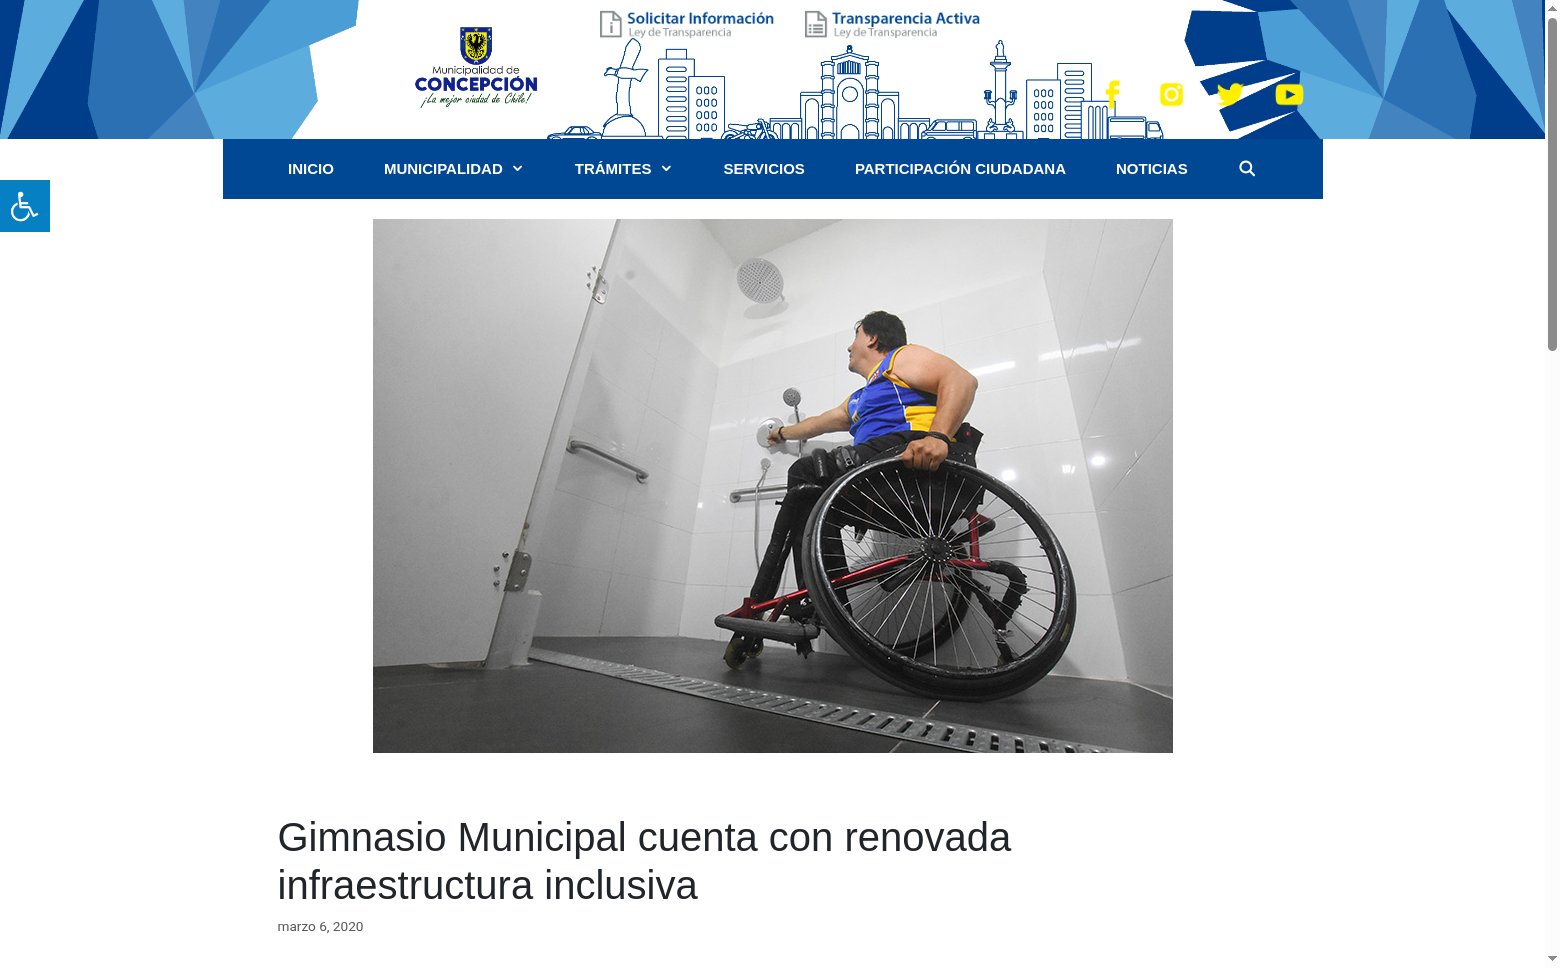 Solicitar Información
Ley de Transparencia
Transparencia Activa
Ley de Transparencia
Municipalidad de
CONCEPCIÓN
¡La mejor ciudad de Chile!
INICIO
MUNICIPALIDAD
TRÁMITES
SERVICIOS
PARTICIPACIÓN CIUDADANA
NOTICIAS
Gimnasio Municipal cuenta con renovada
infraestructura inclusiva
marzo 6, 2020